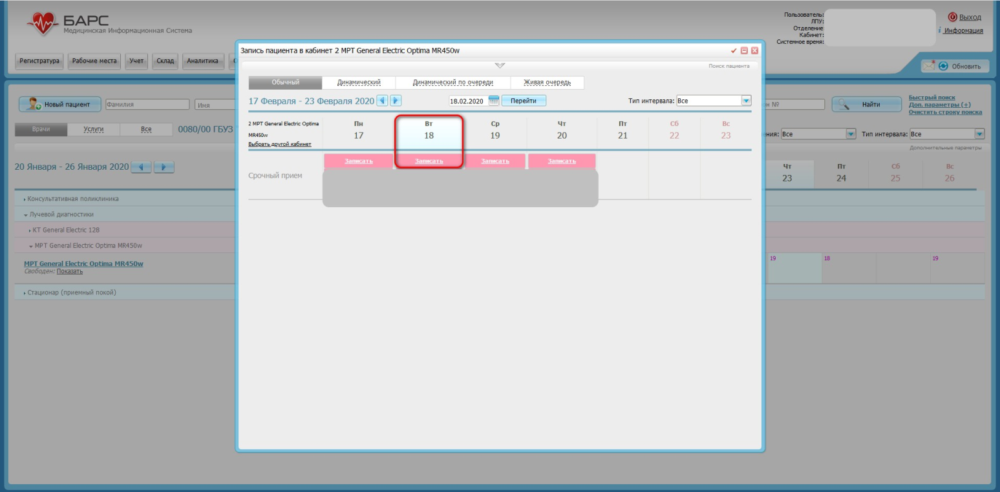 БАРС
Медицинская Информационная Система
Пользователь:
ЛПУ:
Отделение
Кабинет:
Системное время:
Выход
Информация
Регистратура Рабочие места Учет Склад Аналитика
Обновить
Запись пациента в кабинет 2 МРТ General Electric Optima MR450w
Поиск пациента
Обычный Динамический Динамический по очереди Живая очередь
17 Февраля - 23 Февраля 2020 18.02.2020 Перейти Тип интервала: Все
2 МРТ General Electric Optima
MR450w
Выбрать другой кабинет
Пн Вт Ср Чт Пт Сб Вс
17 18 19 20 21 22 23
Записать Записать Записать Записать
Срочный прием
Новый пациент Фамилия Имя
Найти
Быстрый поиск
Доп. параметры (+)
Очистить строку поиска
Врачи Услуги Все 0080/00 ГБУЗ
ния: Все Тип интервала: Все
Дополнительные параметры
20 Января - 26 Января 2020
Чт Пт Сб Вс
23 24 25 26
Консультативная поликлиника
Лучевой диагностики
КТ General Electric 128
МРТ General Electric Optima MR450w
МРТ General Electric Optima MR450w
Свободен: Показать
19 18 19
Стационар (приемный покой)